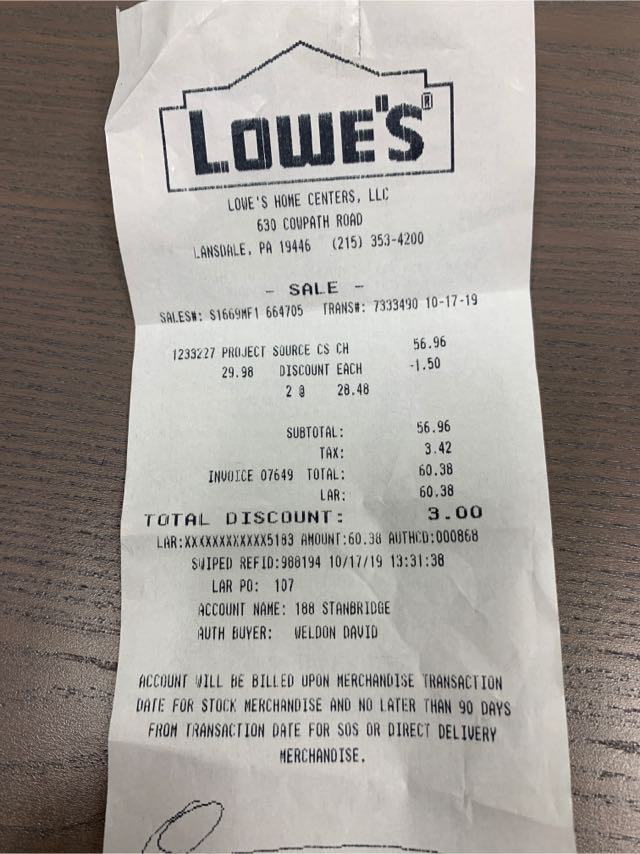 LOWE'S®
LOWE'S HOME CENTERS, LLC
630 COWPATH ROAD
LANSDALE, PA 19446 (215) 353-4200
- SALE -
SALES#: S1669MF1 664705 TRANS#: 7333490 10-17-19
1233227 PROJECT SOURCE CS CH 56.96
29.98 DISCOUNT EACH -1.50
2 @ 28.48
SUBTOTAL: 56.96
TAX: 3.42
INVOICE 07649 TOTAL: 60.38
LAR: 60.38
TOTAL DISCOUNT: 3.00
LAR:XXXXXXXXXXXX5183 AMOUNT:60.38 AUTHCD:000868
SWIPED REFID:988194 10/17/19 13:31:38
LAR PO: 107
ACCOUNT NAME: 188 STANBRIDGE
AUTH BUYER: WELDON DAVID
ACCOUNT WILL BE BILLED UPON MERCHANDISE TRANSACTION
DATE FOR STOCK MERCHANDISE AND NO LATER THAN 90 DAYS
FROM TRANSACTION DATE FOR SOS OR DIRECT DELIVERY
MERCHANDISE.